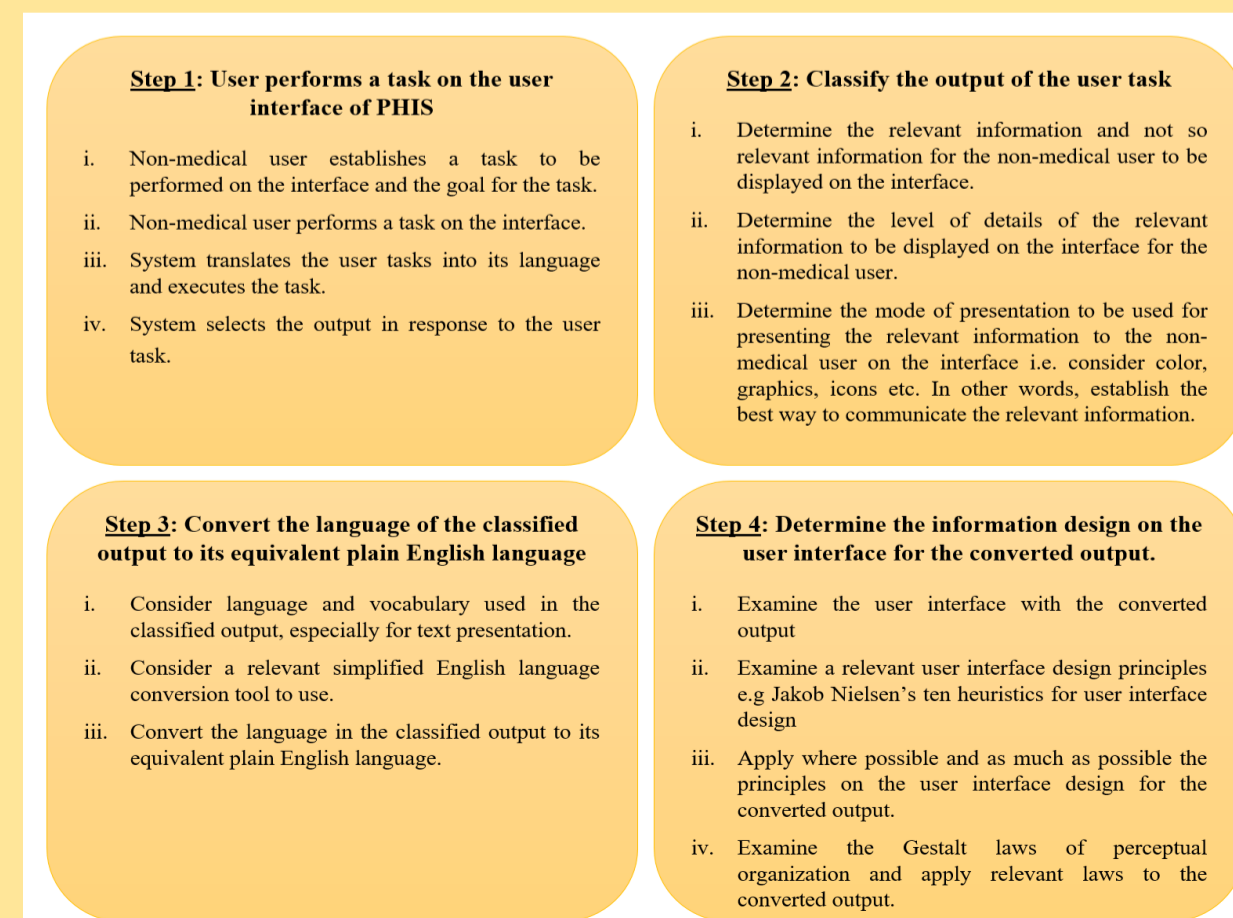 Step 1: User performs a task on the user
interface of PHIS
i. Non-medical user establishes a task to be
performed on the interface and the goal for the task.
ii. Non-medical user performs a task on the interface.
iii. System translates the user tasks into its language
and executes the task.
iv. System selects the output in response to the user
task.
Step 2: Classify the output of the user task
i. Determine the relevant information and not so
relevant information for the non-medical user to be
displayed on the interface.
ii. Determine the level of details of the relevant
information to be displayed on the interface for the
non-medical user.
iii. Determine the mode of presentation to be used for
presenting the relevant information to the non-
medical user on the interface i.e. consider color,
graphics, icons etc. In other words, establish the
best way to communicate the relevant information.
Step 3: Convert the language of the classified
output to its equivalent plain English language
i. Consider language and vocabulary used in the
classified output, especially for text presentation.
ii. Consider a relevant simplified English language
conversion tool to use.
iii. Convert the language in the classified output to its
equivalent plain English language.
Step 4: Determine the information design on the
user interface for the converted output.
i. Examine the user interface with the converted
output
ii. Examine a relevant user interface design principles
e.g Jakob Nielsen’s ten heuristics for user interface
design
iii. Apply where possible and as much as possible the
principles on the user interface design for the
converted output.
iv. Examine the Gestalt laws of perceptual
organization and apply relevant laws to the
converted output.